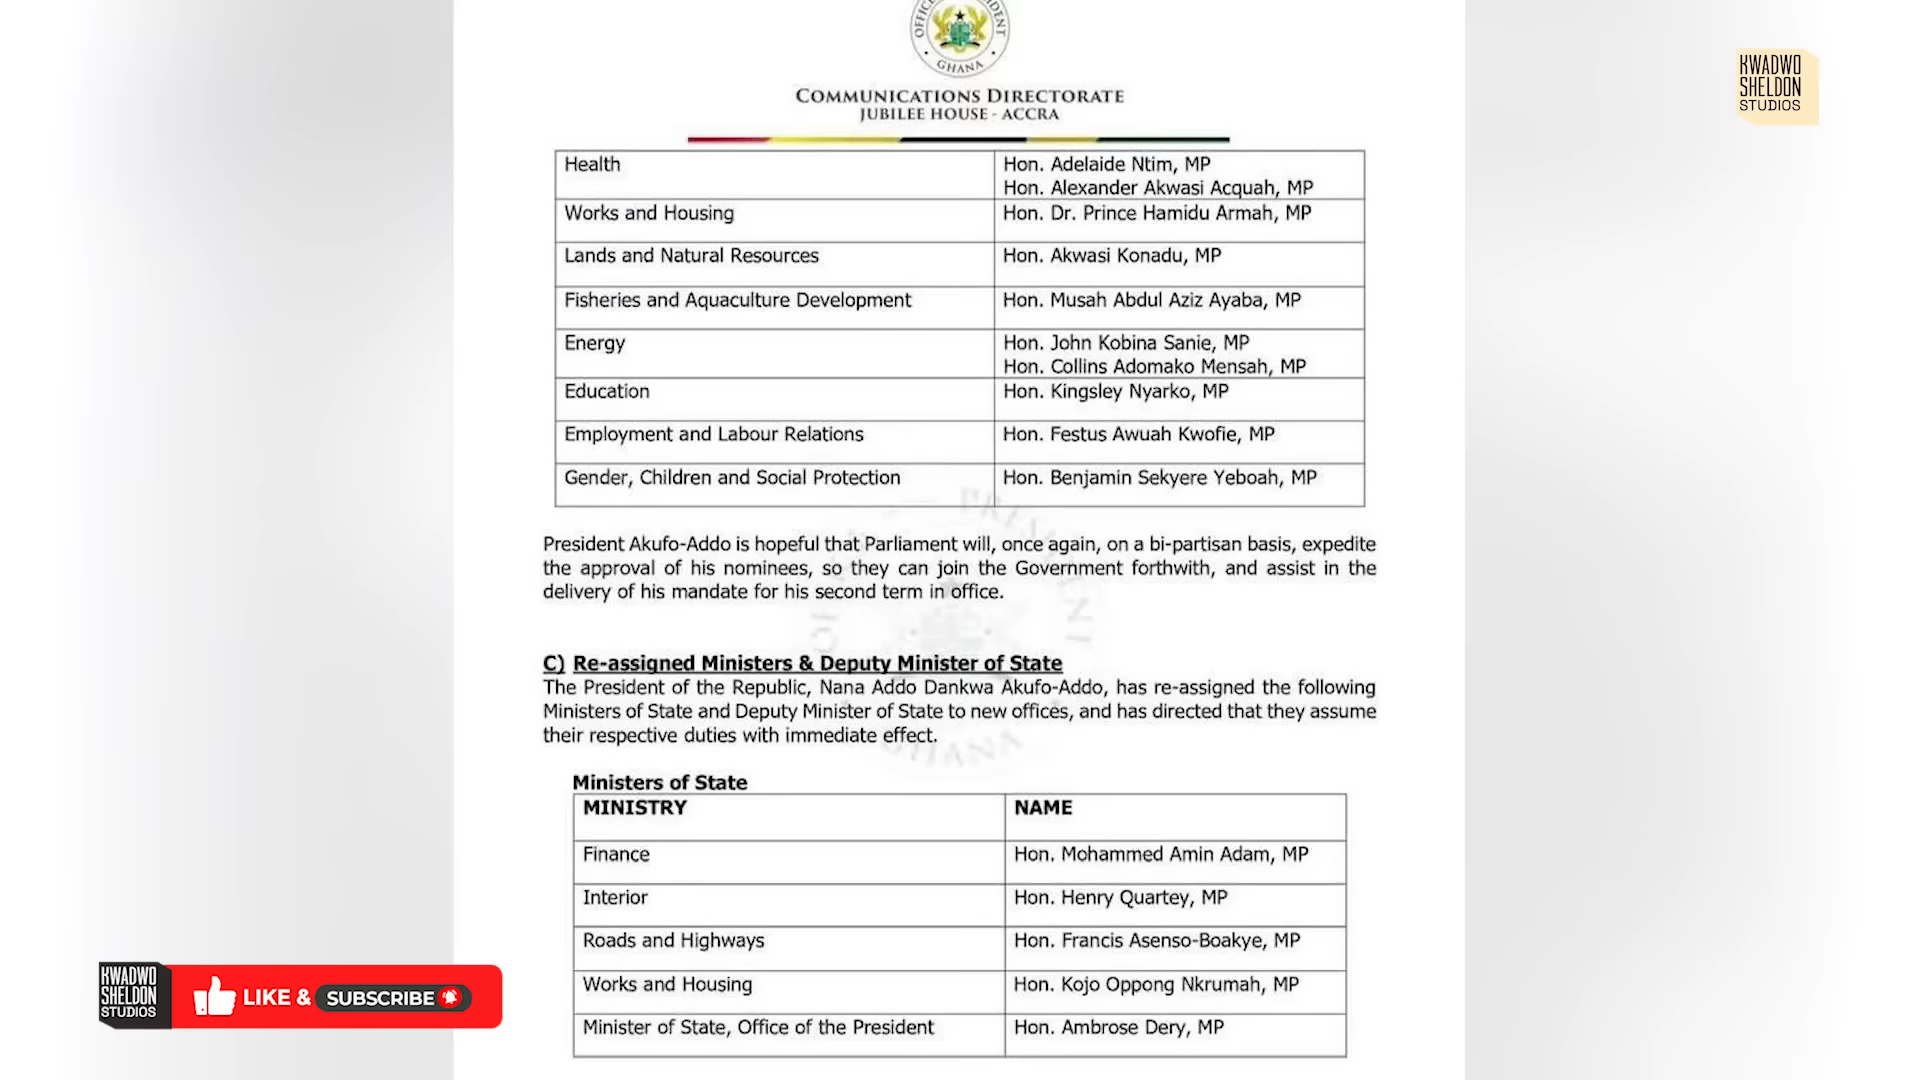 OFFICE PRESIDENT
GHANA
COMMUNICATIONS DIRECTORATE
JUBILEE HOUSE - ACCRA
KWADWO
SHELDON
STUDIOS
Health Hon. Adelaide Ntim, MP
Hon. Alexander Akwasi Acquah, MP
Works and Housing Hon. Dr. Prince Hamidu Armah, MP
Lands and Natural Resources Hon. Akwasi Konadu, MP
Fisheries and Aquaculture Development Hon. Musah Abdul Aziz Ayaba, MP
Energy Hon. John Kobina Sanie, MP
Hon. Collins Adomako Mensah, MP
Education Hon. Kingsley Nyarko, MP
Employment and Labour Relations Hon. Festus Awuah Kwofie, MP
Gender, Children and Social Protection Hon. Benjamin Sekyere Yeboah, MP
President Akufo-Addo is hopeful that Parliament will, once again, on a bi-partisan basis, expedite
the approval of his nominees, so they can join the Government forthwith, and assist in the
delivery of his mandate for his second term in office.
C) Re-assigned Ministers & Deputy Minister of State
The President of the Republic, Nana Addo Dankwa Akufo-Addo, has re-assigned the following
Ministers of State and Deputy Minister of State to new offices, and has directed that they assume
their respective duties with immediate effect.
Ministers of State
MINISTRY NAME
Finance Hon. Mohammed Amin Adam, MP
Interior Hon. Henry Quartey, MP
Roads and Highways Hon. Francis Asenso-Boakye, MP
Works and Housing Hon. Kojo Oppong Nkrumah, MP
Minister of State, Office of the President Hon. Ambrose Dery, MP
KWADWO
SHELDON
STUDIOS
LIKE & SUBSCRIBE